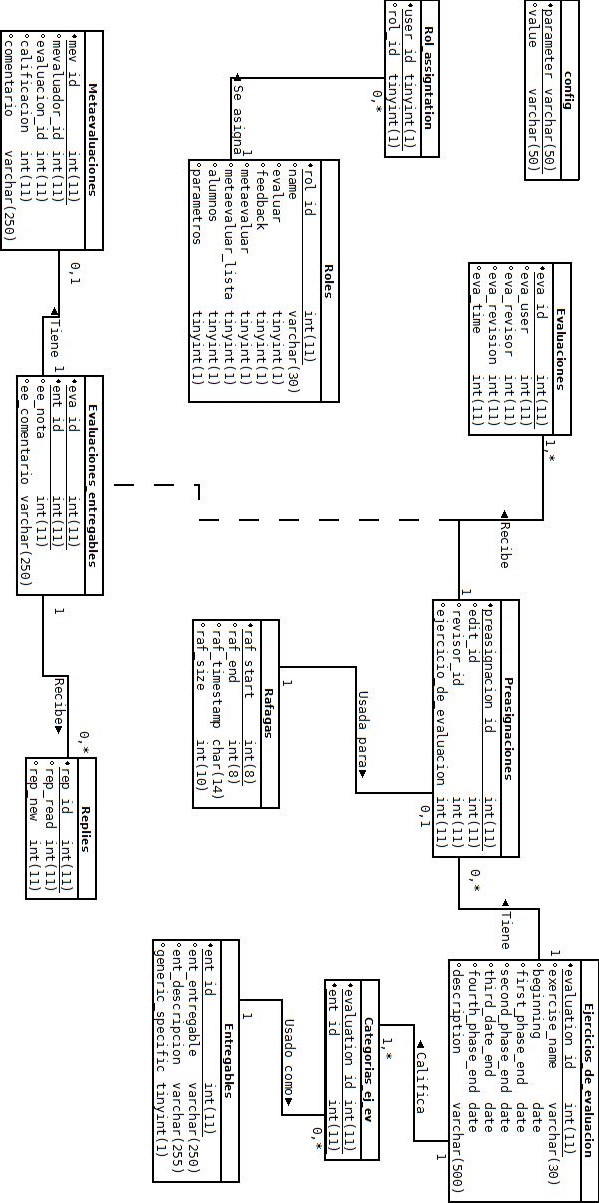 config
parameter varchar(50)
value varchar(50)
Evaluaciones
eva_id int(11)
eva_user int(11)
eva_revisor int(11)
eva_revision int(11)
eva_time int(11)
1,*
Recibe
1
Preasignaciones
preasignacion_id int(11)
edit_id int(11)
revisor_id int(11)
ejercicio_de_evaluacion int(11)
0,*
Tiene
1
Ejercicios_de_evaluacion
evaluation_id int(11)
exercise_name varchar(30)
beginning date
first_phase_end date
second_phase_end date
third_date_end date
fourth_phase_end date
description varchar(500)
Rol_assigntation
user_id tinyint(1)
rol_id tinyint(1)
0,*
Se asigna
1
Roles
rol_id int(11)
name varchar(30)
evaluar tinyint(1)
feedback tinyint(1)
metaevaluar tinyint(1)
metaevaluar_lista tinyint(1)
alumnos tinyint(1)
parametros tinyint(1)
Rafagas
raf_start int(8)
raf_end int(8)
raf_timestamp char(14)
raf_size int(10)
1
Usada para
0,1
Categorias_ej_ev
evaluation_id int(11)
ent_id int(11)
1,*
Califica
1
Entregables
ent_id int(11)
ent_entregable varchar(250)
ent_descripcion varchar(255)
generic_specific tinyint(1)
1
Usado como
0,*
Metaevaluaciones
mev_id int(11)
mevaluador_id int(11)
evaluacion_id int(11)
calificacion int(11)
comentario varchar(250)
0,1
Tiene
1
Evaluaciones_entregables
eva_id int(11)
ent_id int(11)
ee_nota int(11)
ee_comentario varchar(250)
1
Recibe
0,*
Replies
rep_id int(11)
rep_read int(11)
rep_new int(11)